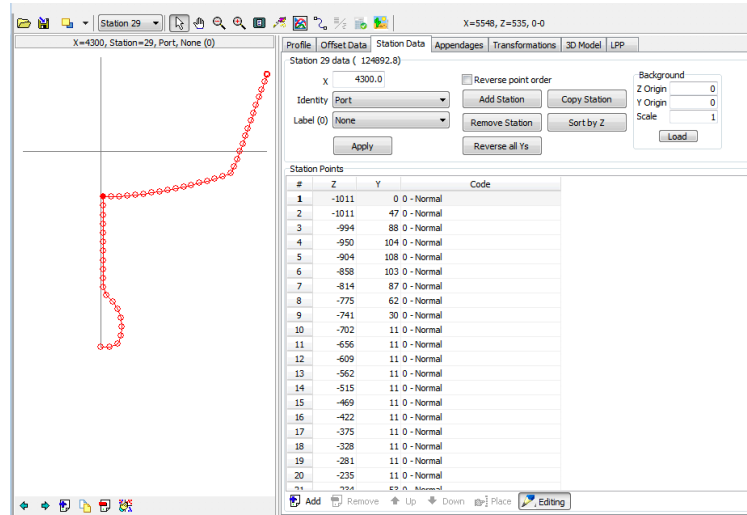 Station 29
X=5548, Z=535, 0-0
X=4300, Station=29, Port, None (0)
Profile Offset Data Station Data Appendages Transformations 3D Model LPP
Station 29 data ( 124892.8)
X 4300.0
Identity Port
Label (0) None
Apply
Reverse point order
Add Station Copy Station
Remove Station Sort by Z
Reverse all Ys
Background
Z Origin 0
Y Origin 0
Scale 1
Load
Station Points
# Z Y Code
1 -1011 0 0 - Normal
2 -1011 47 0 - Normal
3 -994 88 0 - Normal
4 -950 104 0 - Normal
5 -904 108 0 - Normal
6 -858 103 0 - Normal
7 -814 87 0 - Normal
8 -775 62 0 - Normal
9 -741 30 0 - Normal
10 -702 11 0 - Normal
11 -656 11 0 - Normal
12 -609 11 0 - Normal
13 -562 11 0 - Normal
14 -515 11 0 - Normal
15 -469 11 0 - Normal
16 -422 11 0 - Normal
17 -375 11 0 - Normal
18 -328 11 0 - Normal
19 -281 11 0 - Normal
20 -235 11 0 - Normal
Add Remove Up Down Place Editing